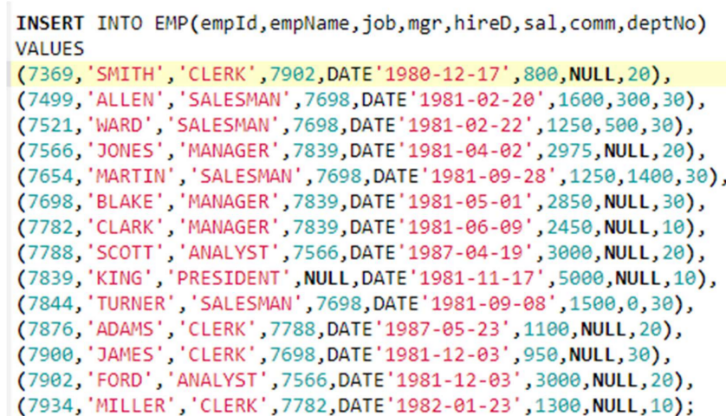 INSERT INTO EMP(empId,empName,job,mgr,hireD,sal,comm,deptNo)
VALUES
(7369,'SMITH','CLERK',7902,DATE'1980-12-17',800,NULL,20),
(7499,'ALLEN','SALESMAN',7698,DATE'1981-02-20',1600,300,30),
(7521,'WARD','SALESMAN',7698,DATE'1981-02-22',1250,500,30),
(7566,'JONES','MANAGER',7839,DATE'1981-04-02',2975,NULL,20),
(7654,'MARTIN','SALESMAN',7698,DATE'1981-09-28',1250,1400,30),
(7698,'BLAKE','MANAGER',7839,DATE'1981-05-01',2850,NULL,30),
(7782,'CLARK','MANAGER',7839,DATE'1981-06-09',2450,NULL,10),
(7788,'SCOTT','ANALYST',7566,DATE'1987-04-19',3000,NULL,20),
(7839,'KING','PRESIDENT',NULL,DATE'1981-11-17',5000,NULL,10),
(7844,'TURNER','SALESMAN',7698,DATE'1981-09-08',1500,0,30),
(7876,'ADAMS','CLERK',7788,DATE'1987-05-23',1100,NULL,20),
(7900,'JAMES','CLERK',7698,DATE'1981-12-03',950,NULL,30),
(7902,'FORD','ANALYST',7566,DATE'1981-12-03',3000,NULL,20),
(7934,'MILLER','CLERK',7782,DATE'1982-01-23',1300,NULL,10);